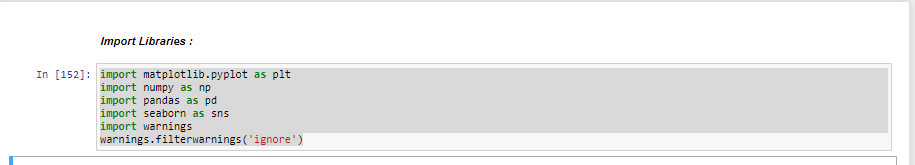 Import Libraries :
In [152]: import matplotlib.pyplot as plt
import numpy as np
import pandas as pd
import seaborn as sns
import warnings
warnings.filterwarnings('ignore')